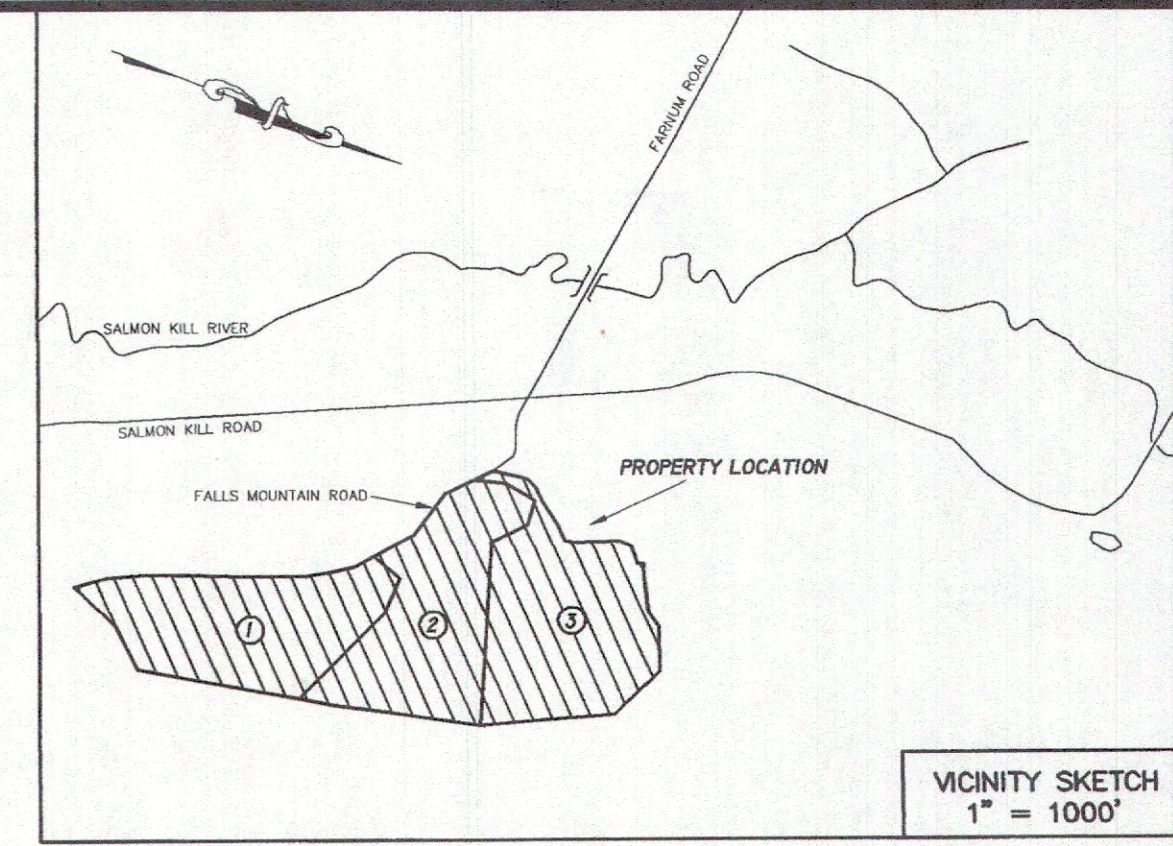 FARNUM ROAD
SALMON KILL RIVER
SALMON KILL ROAD
PROPERTY LOCATION
FALLS MOUNTAIN ROAD
1
2
3
VICINITY SKETCH
1" = 1000'